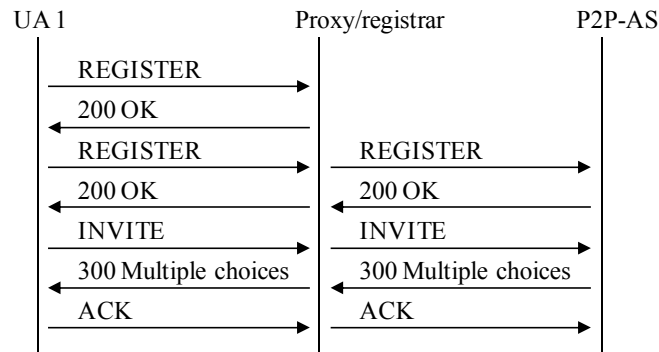 UA 1 Proxy/registrar P2P-AS
REGISTER
200 OK
REGISTER REGISTER
200 OK 200 OK
INVITE INVITE
300 Multiple choices 300 Multiple choices
ACK ACK